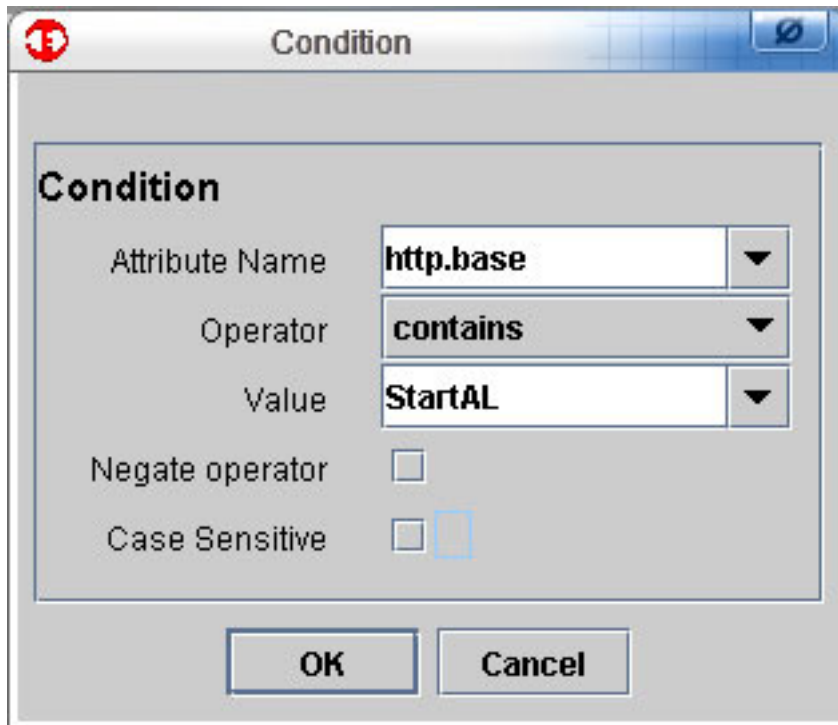 Condition
Condition
Attribute Name http.base
Operator contains
Value StartAL
Negate operator
Case Sensitive
OK Cancel